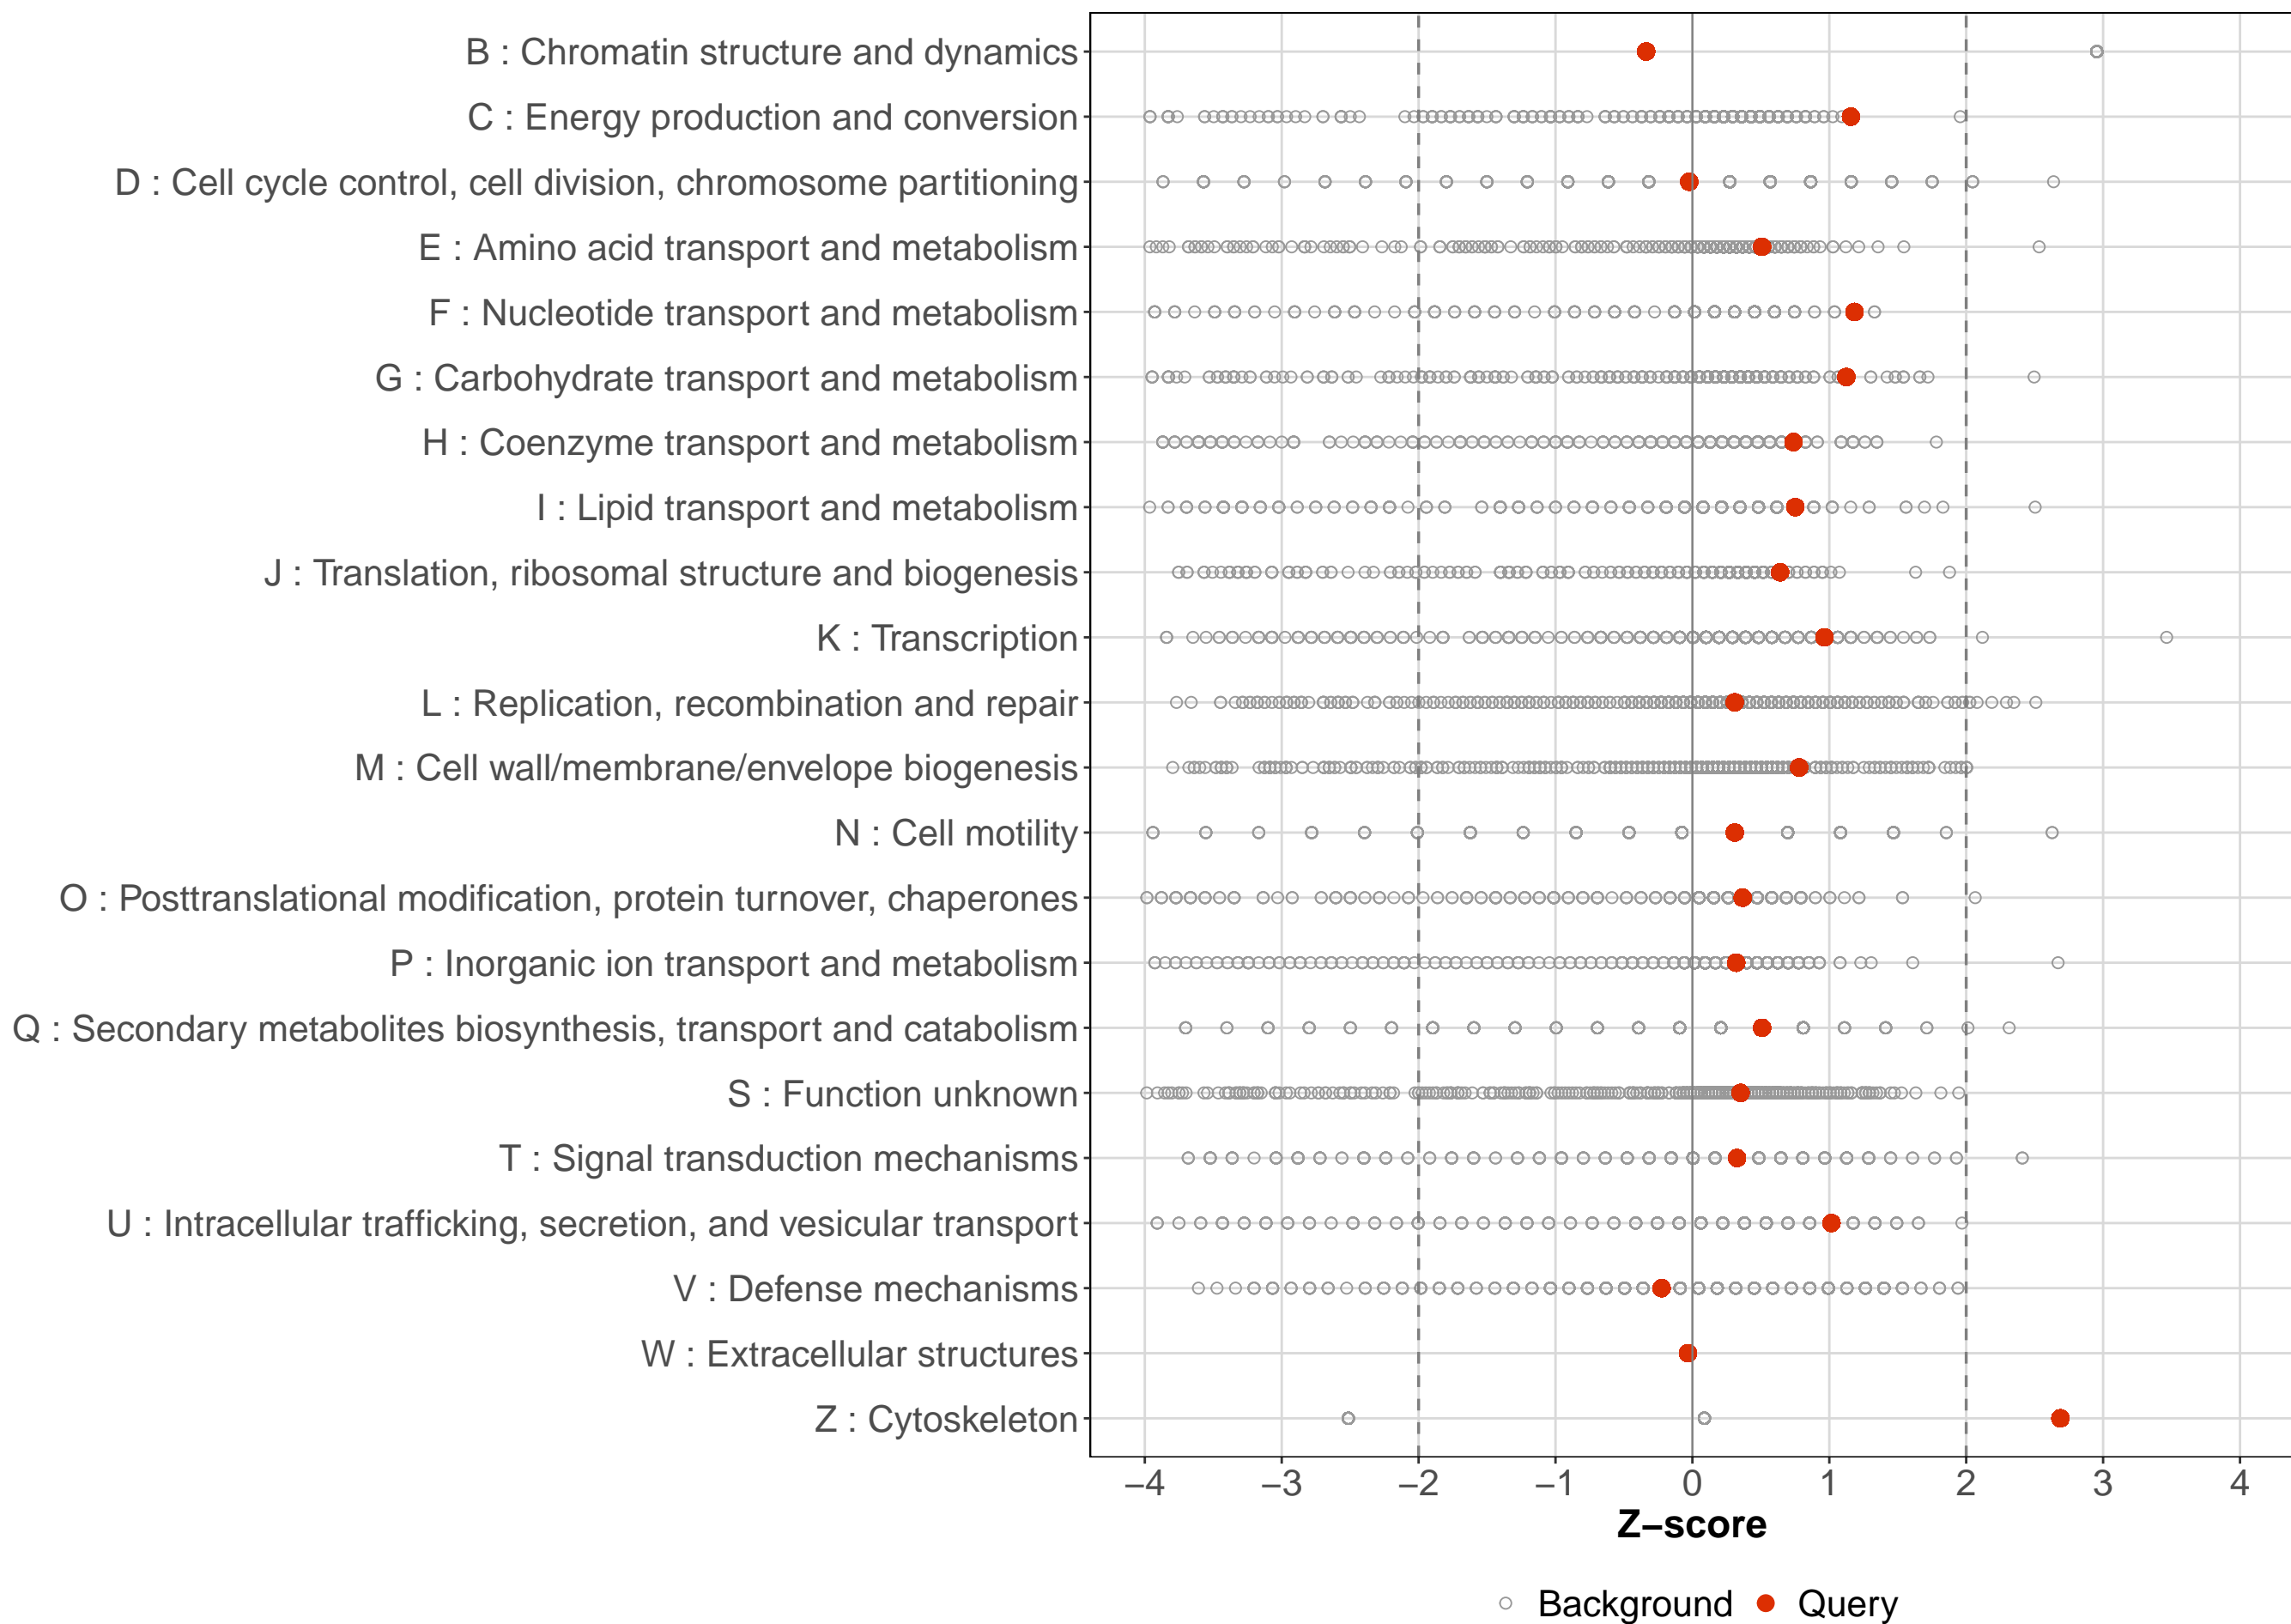 B : Chromatin structure and dynamics
C : Energy production and conversion
D : Cell cycle control, cell division, chromosome partitioning
E : Amino acid transport and metabolism
F : Nucleotide transport and metabolism
G : Carbohydrate transport and metabolism
H : Coenzyme transport and metabolism
I : Lipid transport and metabolism
J : Translation, ribosomal structure and biogenesis
K : Transcription
L : Replication, recombination and repair
M : Cell wall/membrane/envelope biogenesis
N : Cell motility
O : Posttranslational modification, protein turnover, chaperones
P : Inorganic ion transport and metabolism
Q : Secondary metabolites biosynthesis, transport and catabolism
S : Function unknown
T : Signal transduction mechanisms
U : Intracellular trafficking, secretion, and vesicular transport
V : Defense mechanisms
W : Extracellular structures
Z : Cytoskeleton
−4 −3 −2 −1 0 1 2 3 4
Z−score
Background Query